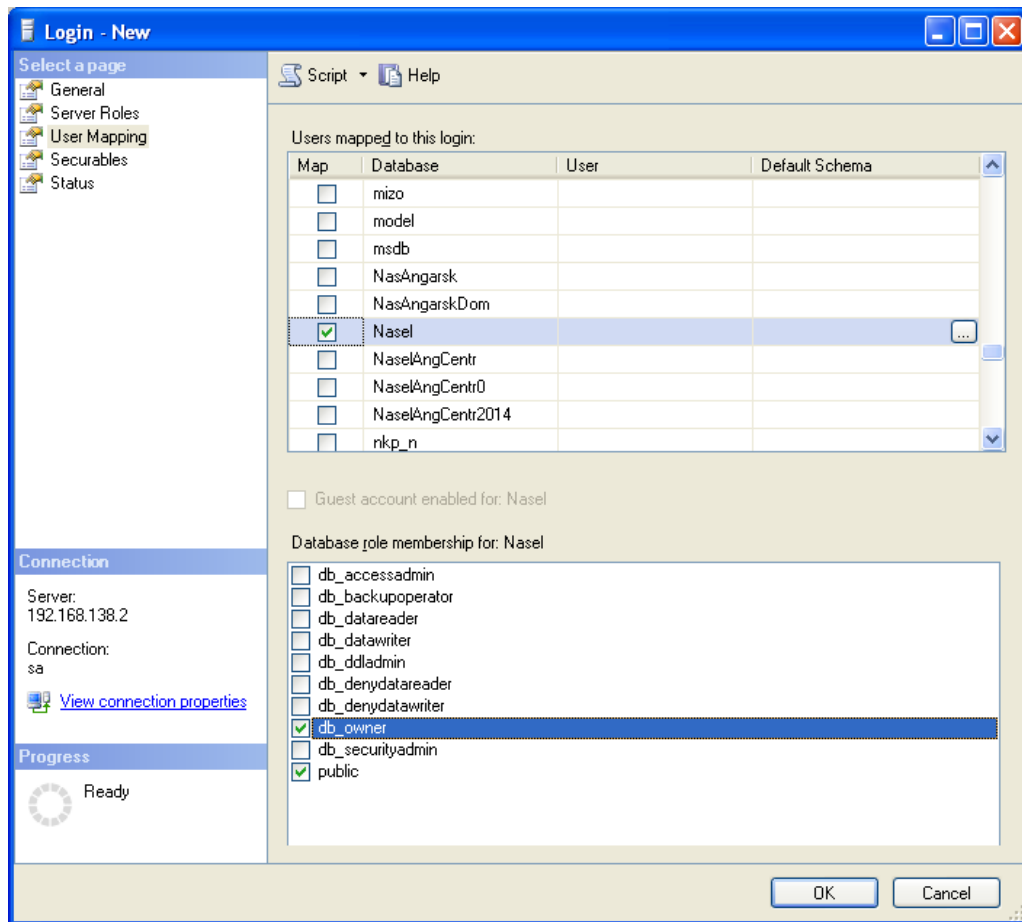 Login - New
Select a page
General
Server Roles
User Mapping
Securables
Status
Script
Help
Users mapped to this login:
Map Database User Default Schema
mizo
model
msdb
NasAngarsk
NasAngarskDom
Nasel ...
NaselAngCentr
NaselAngCentr0
NaselAngCentr2014
nkp_n
Guest account enabled for: Nasel
Database role membership for: Nasel
db_accessadmin
db_backupoperator
db_datareader
db_datawriter
db_ddladmin
db_denydatareader
db_denydatawriter
db_owner
db_securityadmin
public
Connection
Server:
192.168.138.2
Connection:
sa
View connection properties
Progress
Ready
OK Cancel